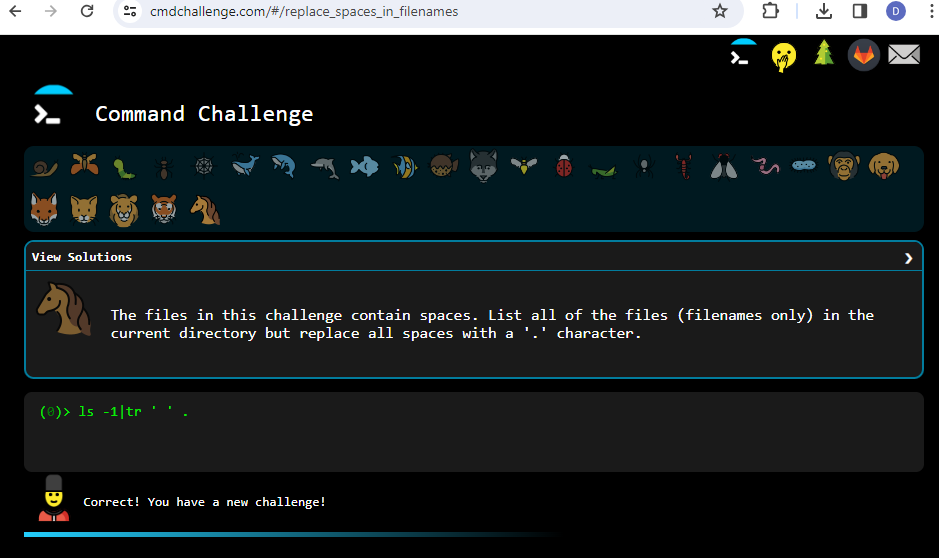 cmdchallenge.com/#/replace_spaces_in_filenames
D
Command Challenge
View Solutions
The files in this challenge contain spaces. List all of the files (filenames only) in the
current directory but replace all spaces with a '.' character.
(0)> ls -1|tr ' ' .
Correct! You have a new challenge!